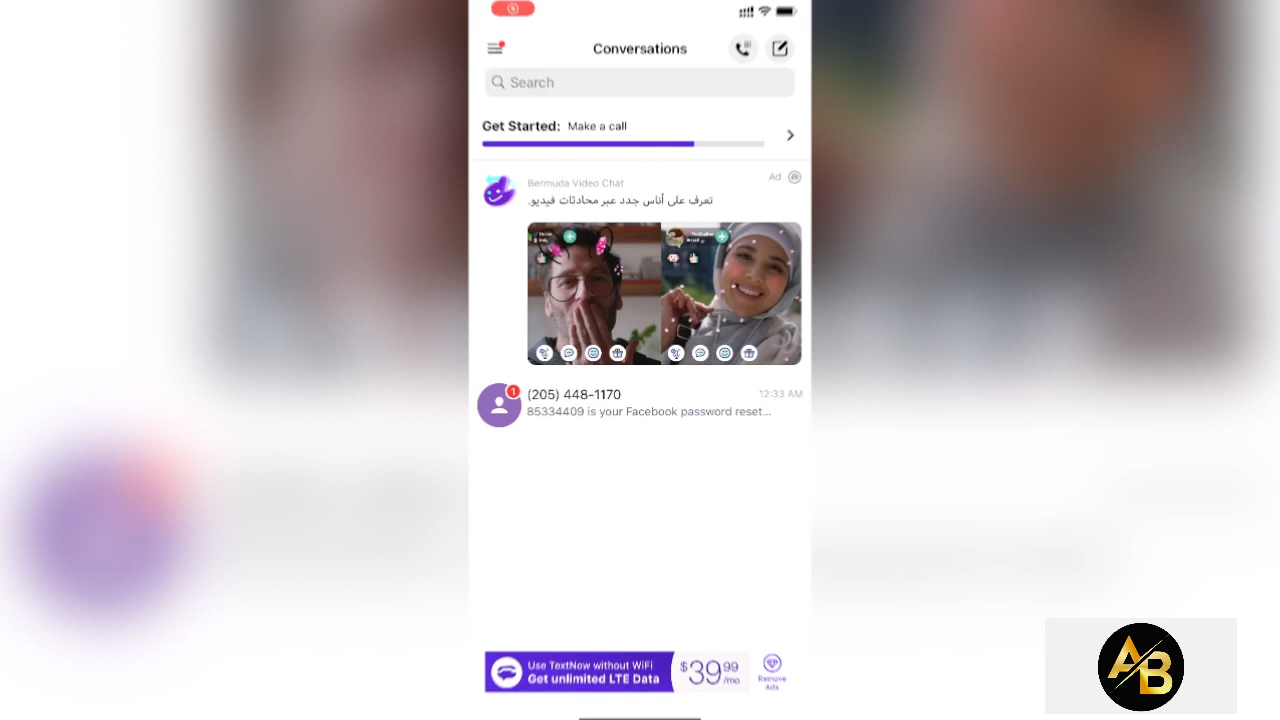 Conversations
Search
Get Started: Make a call
Bermuda Video Chat
Ad
تعرف على أناس جدد عبر محادثات فيديو.
1
(205) 448-1170
12:33 AM
85334409 is your Facebook password reset...
Use TextNow without WiFi
Get unlimited LTE Data
$39.99/mo
Remove
Ads
AB